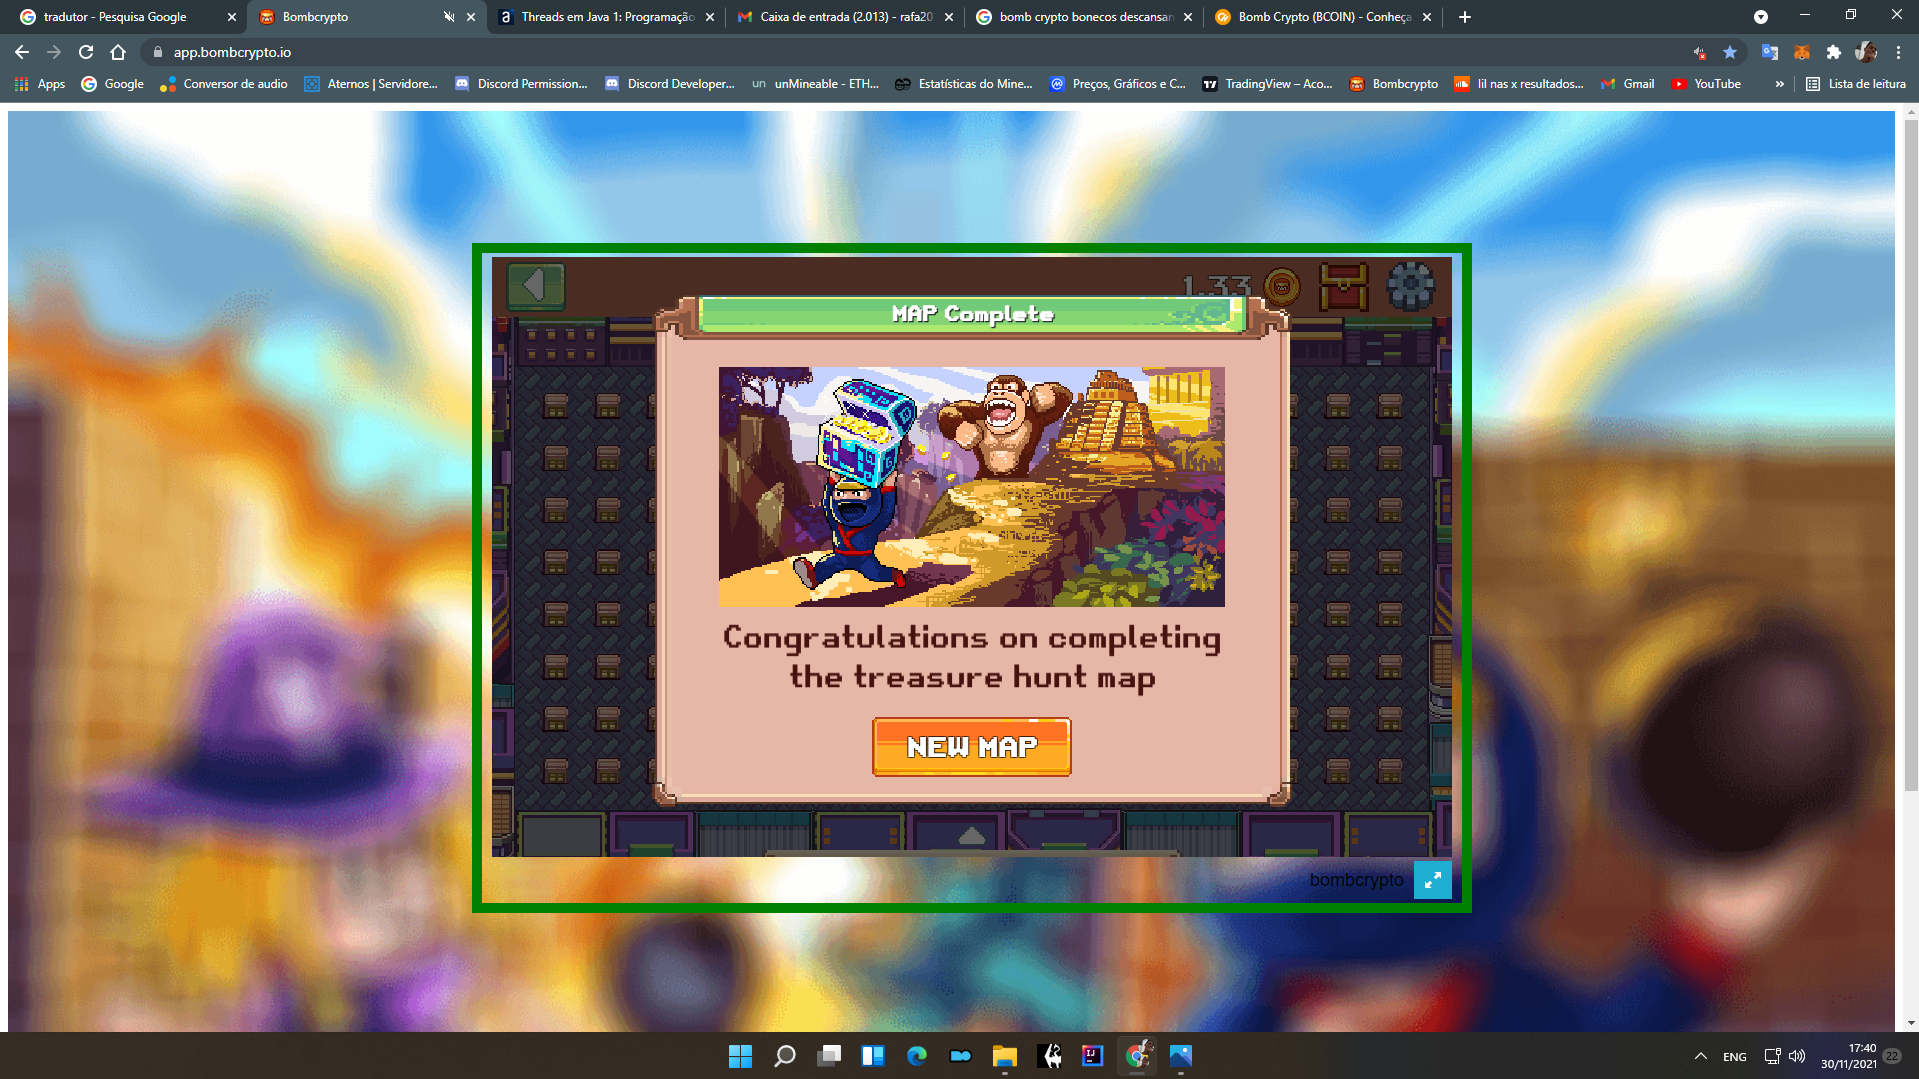 tradutor - Pesquisa Google
Bombcrypto
Threads em Java 1: Programação
Caixa de entrada (2.013) - rafa20
bomb crypto bonecos descansan
Bomb Crypto (BCOIN) - Conheça
app.bombcrypto.io
Apps
Google
Conversor de audio
Aternos | Servidore...
Discord Permission...
Discord Developer...
unMineable - ETH...
Estatísticas do Mine...
Preços, Gráficos e C...
TradingView – Aco...
Bombcrypto
lil nas x resultados...
Gmail
YouTube
»
Lista de leitura
1.33
MAP Complete
Congratulations on completing
the treasure hunt map
NEW MAP
bombcrypto
ENG
17:40
30/11/2021
22